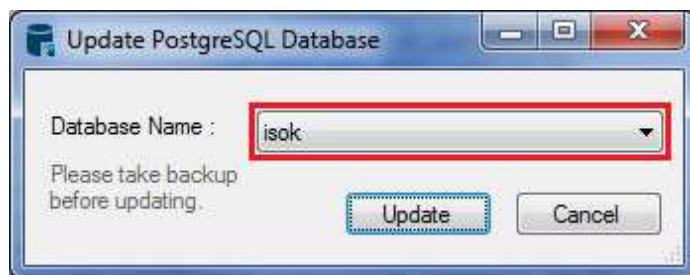 Update PostgreSQL Database
Database Name :
isok
Please take backup
before updating.
Update
Cancel